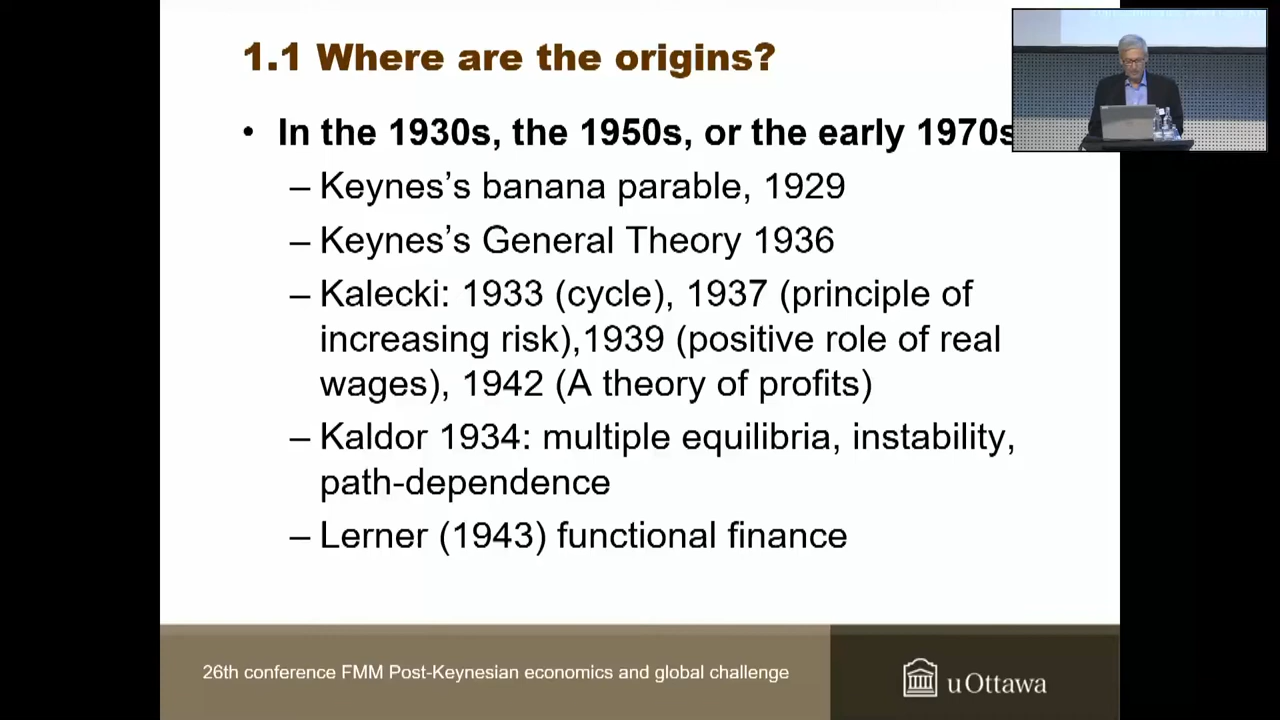 1.1 Where are the origins?
• In the 1930s, the 1950s, or the early 1970s
– Keynes’s banana parable, 1929
– Keynes’s General Theory 1936
– Kalecki: 1933 (cycle), 1937 (principle of
increasing risk),1939 (positive role of real
wages), 1942 (A theory of profits)
– Kaldor 1934: multiple equilibria, instability,
path-dependence
– Lerner (1943) functional finance
26th conference FMM Post-Keynesian economics and global challenge
uOttawa